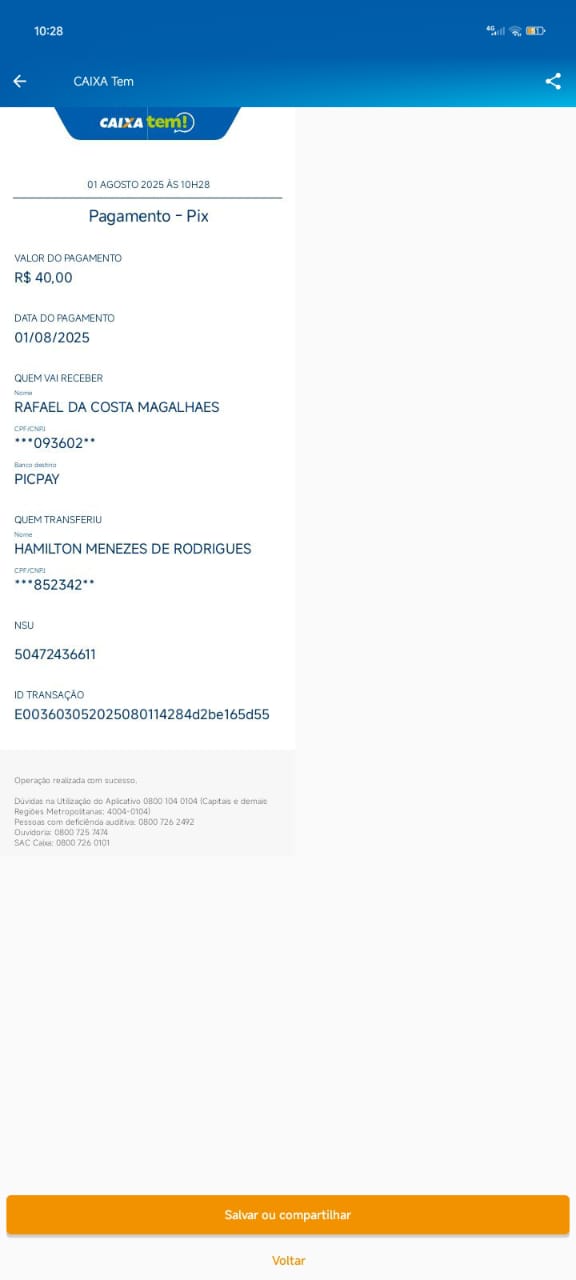 10:28
4G
CAIXA Tem
CAIXA tem!
01 AGOSTO 2025 ÀS 10H28
Pagamento - Pix
VALOR DO PAGAMENTO
R$ 40,00
DATA DO PAGAMENTO
01/08/2025
QUEM VAI RECEBER
Nome
RAFAEL DA COSTA MAGALHAES
CPF/CNPJ
***093602**
Banco destino
PICPAY
QUEM TRANSFERIU
Nome
HAMILTON MENEZES DE RODRIGUES
CPF/CNPJ
***852342**
NSU
50472436611
ID TRANSAÇÃO
E003603052025080114284d2be165d55
Operação realizada com sucesso.
Dúvidas na Utilização do Aplicativo 0800 104 0104 (Capitais e demais
Regiões Metropolitanas: 4004-0104)
Pessoas com deficiência auditiva: 0800 726 2492
Ouvidoria: 0800 725 7474
SAC Caixa: 0800 726 0101
Salvar ou compartilhar
Voltar